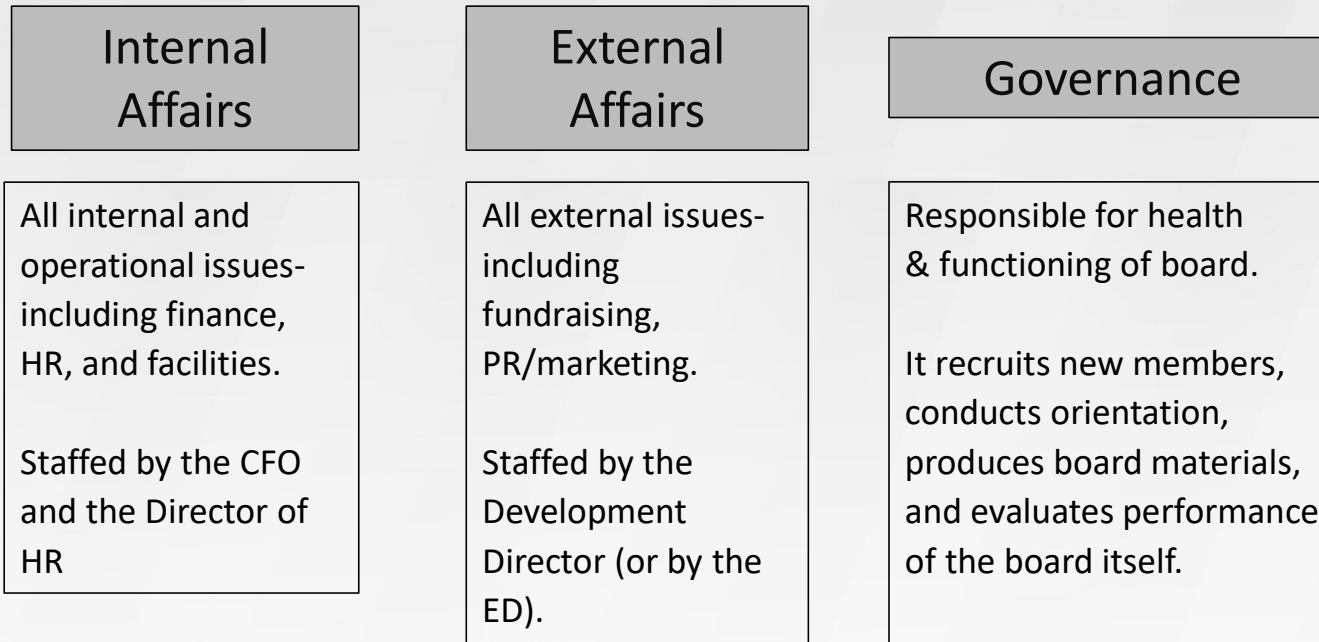 Internal
Affairs
All internal and
operational issues-
including finance,
HR, and facilities.
Staffed by the CFO
and the Director of
HR
External
Affairs
All external issues-
including
fundraising,
PR/marketing.
Staffed by the
Development
Director (or by the
ED).
Governance
Responsible for health
& functioning of board.
It recruits new members,
conducts orientation,
produces board materials,
and evaluates performance
of the board itself.